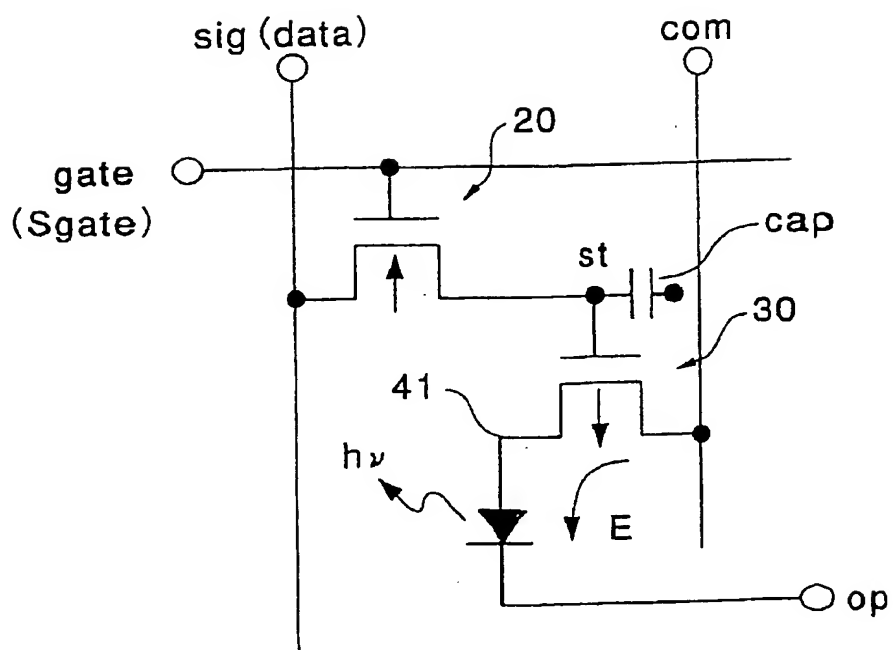 sig (data)
com
20
gate
(Sgate)
cap
st
30
41
hν
E
op